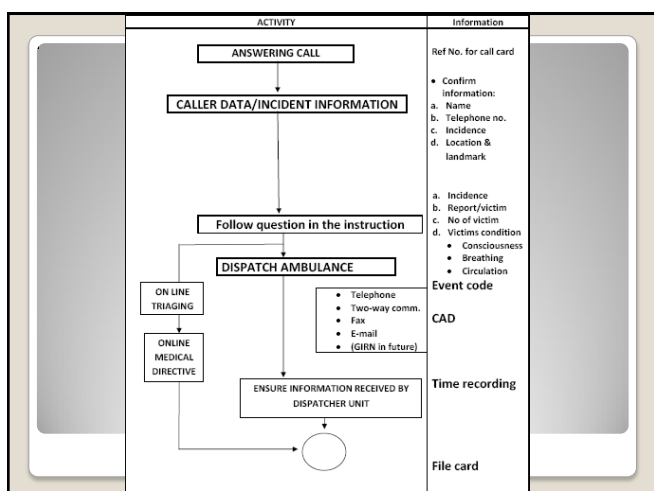 ACTIVITY
Information
ANSWERING CALL
Ref No. for call card
CALLER DATA/INCIDENT INFORMATION
• Confirm
information:
a. Name
b. Telephone no.
c. Incidence
d. Location &
landmark
Follow question in the instruction
a. Incidence
b. Report/victim
c. No of victim
d. Victims condition
• Consciousness
• Breathing
• Circulation
DISPATCH AMBULANCE
Event code
ON LINE
TRIAGING
• Telephone
• Two-way comm.
• Fax
• E-mail
• (GIRN in future)
CAD
ONLINE
MEDICAL
DIRECTIVE
ENSURE INFORMATION RECEIVED BY
DISPATCHER UNIT
Time recording
File card